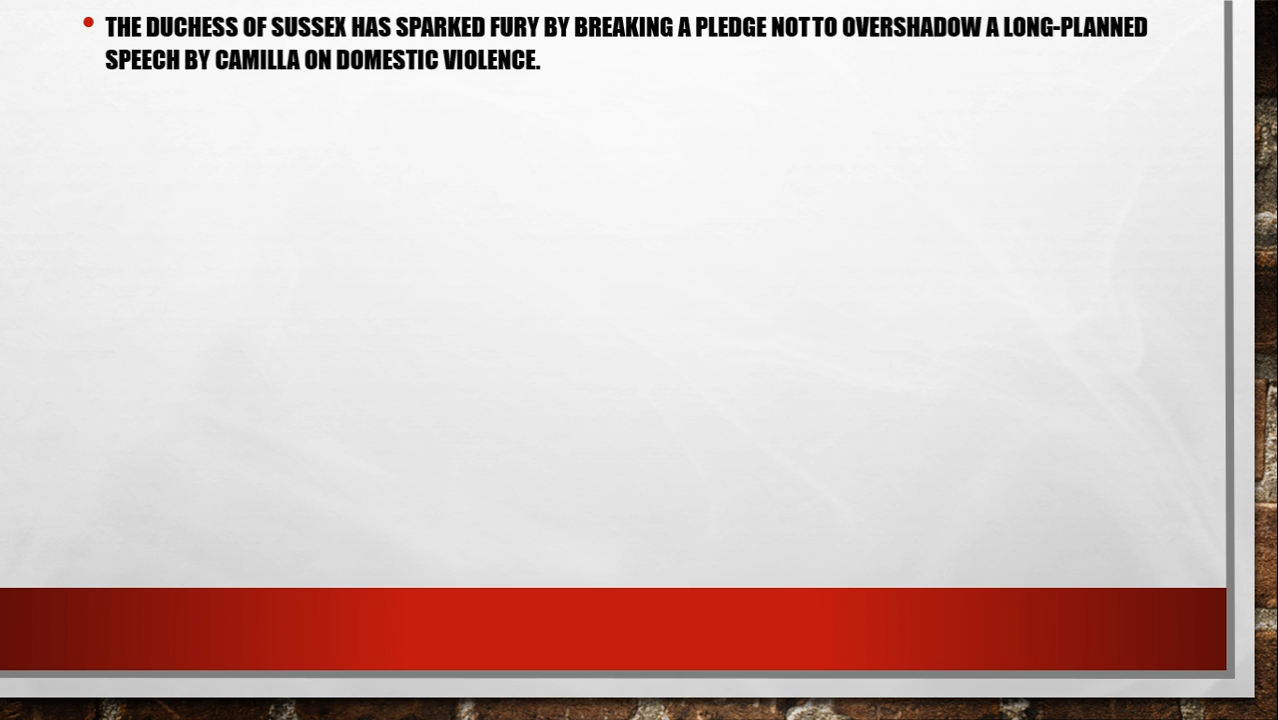 • THE DUCHESS OF SUSSEX HAS SPARKED FURY BY BREAKING A PLEDGE NOT TO OVERSHADOW A LONG-PLANNED
SPEECH BY CAMILLA ON DOMESTIC VIOLENCE.